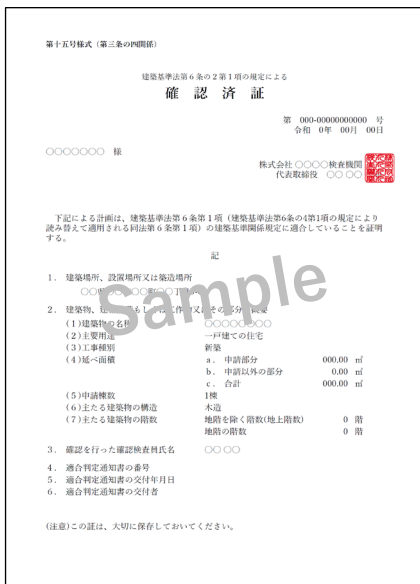 第十五号様式（第三条の四関係）
建築基準法第６条の２第１項の規定による
確認済証
第 000-00000000000 号
令和 0年 00月 00日
○○○○○○○ 様
株式会社 ○○○○検査機関
代表取締役 ○○ ○○
下記による計画は、建築基準法第６条第１項（建築基準法第6条の4第1項の規定により
読み替えて適用される同法第６条第１項）の建築基準関係規定に適合していることを証明
する。
記
１． 建築場所、設置場所又は築造場所
２． 建築物、
(1)建築物の名称 ○○○○○○○○
(2)主要用途 一戸建ての住宅
(3)工事種別 新築
(4)延べ面積 a. 申請部分 000.00 ㎡
b. 申請以外の部分 0.00 ㎡
c. 合計 000.00 ㎡
(5)申請棟数 1棟
(6)主たる建築物の構造 木造
(7)主たる建築物の階数 地階を除く階数(地上階数) 0 階
地階の階数 0 階
３． 確認を行った確認検査員氏名 ○○ ○○
４． 適合判定通知書の番号
５． 適合判定通知書の交付年月日
６． 適合判定通知書の交付者
(注意)この証は、大切に保存しておいてください。
Sample